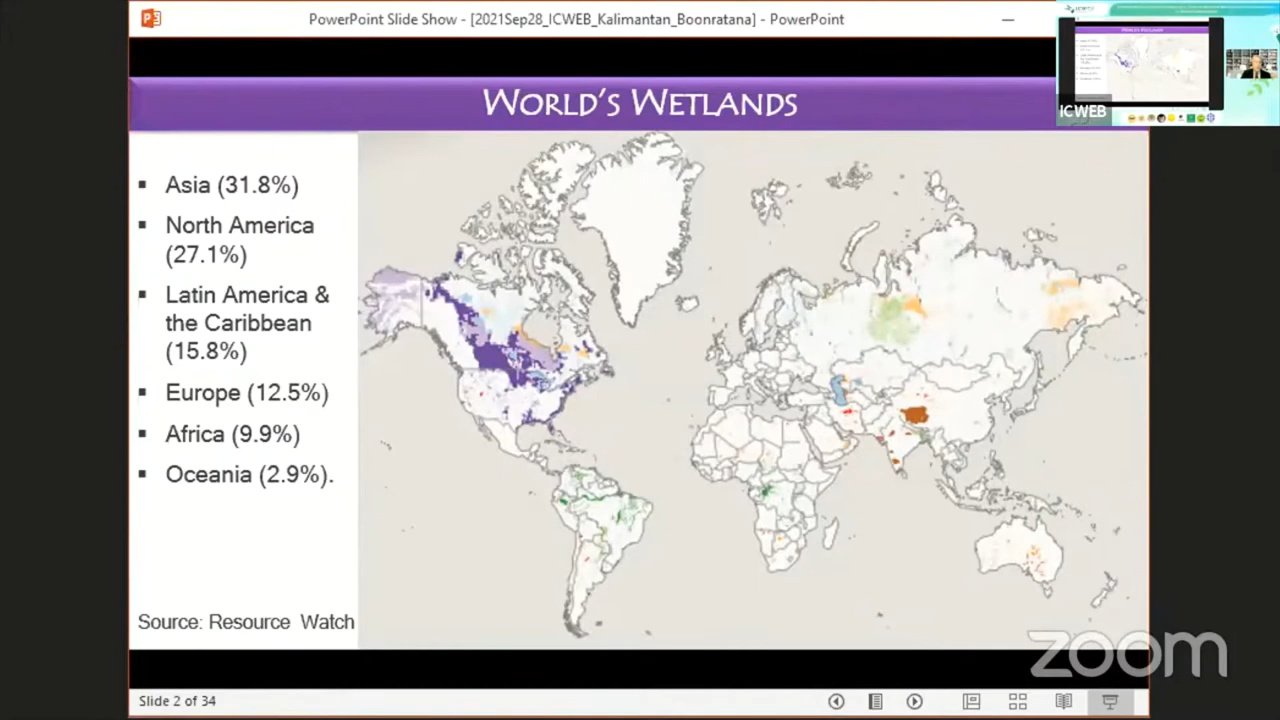 PowerPoint Slide Show - [2021Sep28_ICWEB_Kalimantan_Boonratana] - PowerPoint
WORLD'S WETLANDS
ICWEB
Asia (31.8%)
North America
(27.1%)
Latin America &
the Caribbean
(15.8%)
Europe (12.5%)
Africa (9.9%)
Oceania (2.9%).
Source: Resource Watch
zoom
Slide 2 of 34